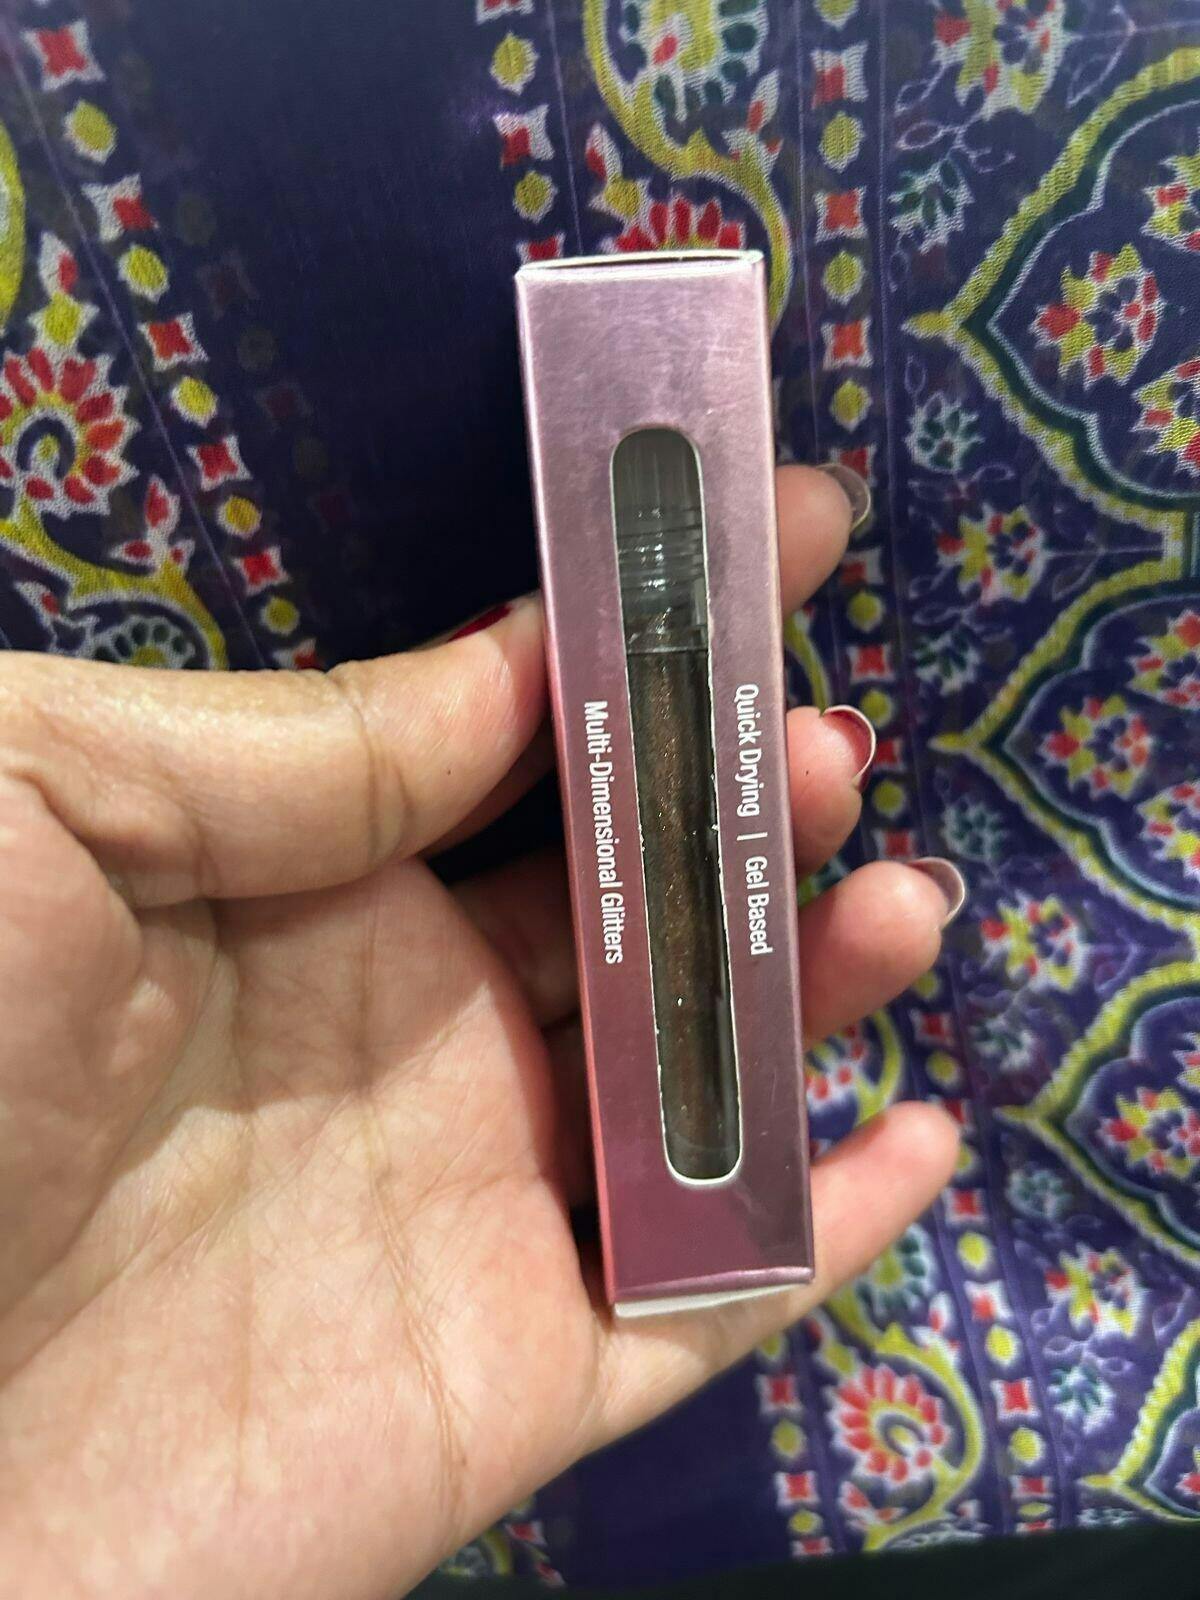 Quick Drying | Gel Based
Multi-Dimensional Glitters